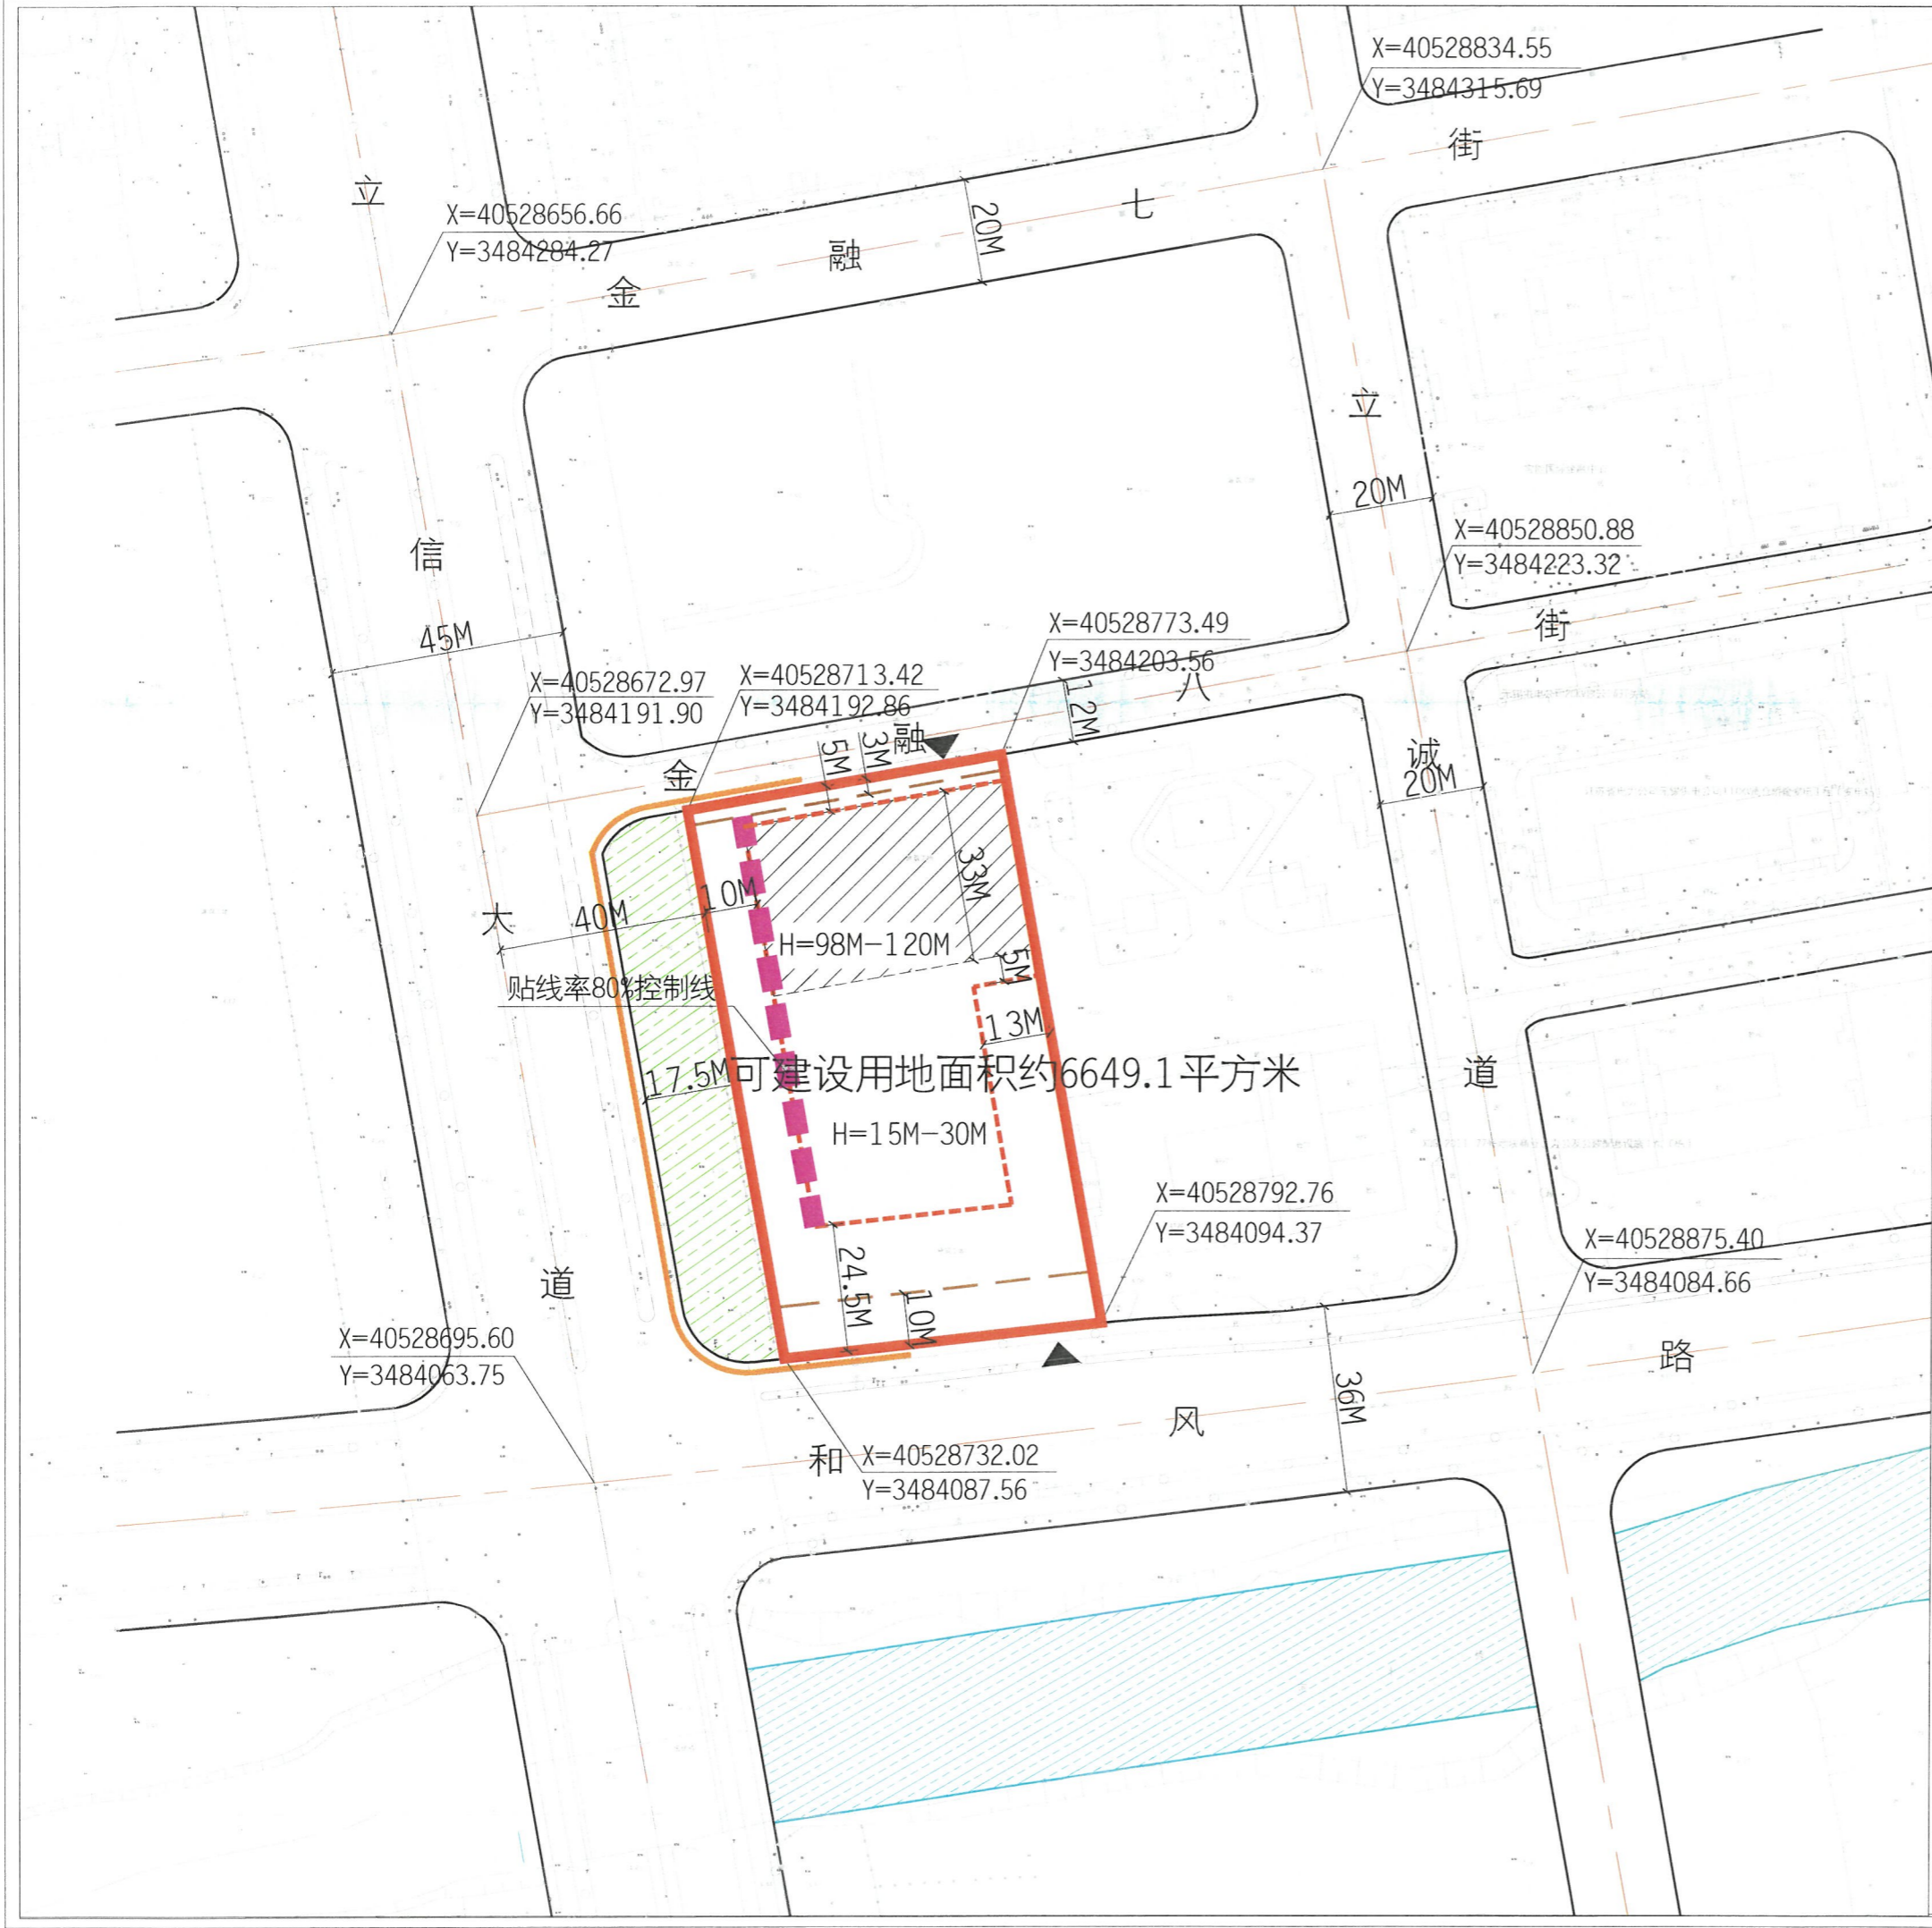 X=40528834.55
Y=3484315.69
街
立
七
X=40528656.66
Y=3484284.27
20M
融
金
立
20M
X=40528850.88
Y=3484223.32
信
街
45M
X=40528773.49
Y=3484203.56
X=40528672.97
Y=3484191.90
X=40528713.42
Y=3484192.86
八
12M
融
3M
5M
金
诚
20M
33M
10M
大
40M
H=98M-120M
5M
贴线率80%控制线
13M
17.5M
可建设用地面积约6649.1平方米
道
H=15M-30M
X=40528792.76
Y=3484094.37
X=40528875.40
Y=3484084.66
道
24.5M
10M
X=40528695.60
Y=3484063.75
路
36M
风
和
X=40528732.02
Y=3484087.56